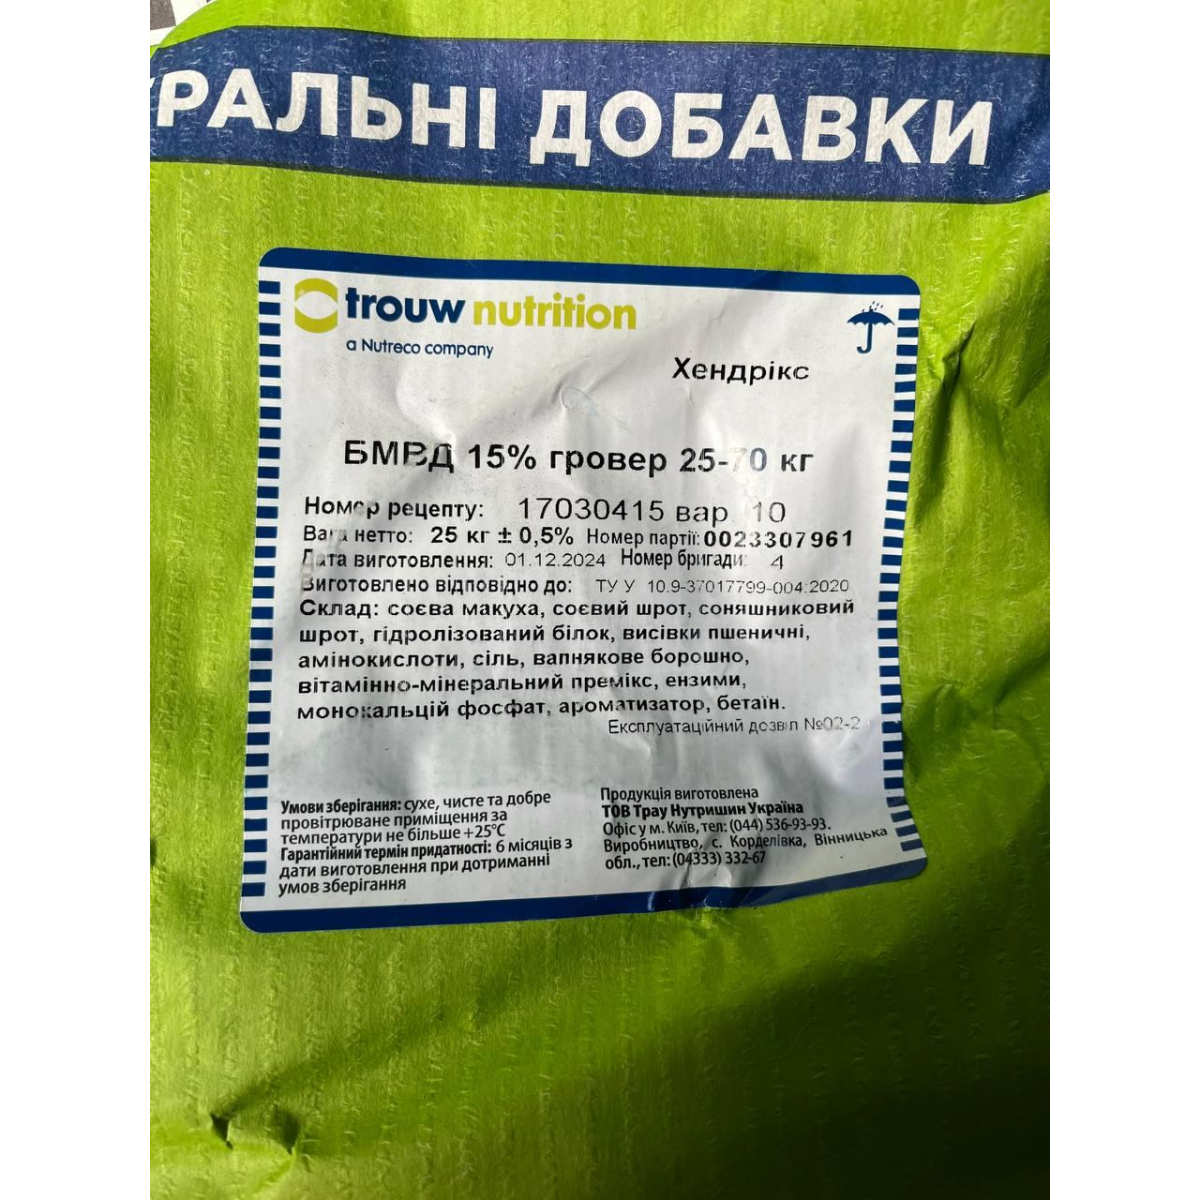 РАЛЬНІ ДОБАВКИ
trouw nutrition
a Nutreco company
Хендрікс
БМВД 15% гровер 25-70 кг
Номер рецепту: 17030415 вар. 10
Вага нетто: 25 кг ± 0,5% Номер партії: 0023307961
Дата виготовлення: 01.12.2024 Номер бригади: 4
Виготовлено відповідно до: ТУ У 10.9-37017799-004:2020
Склад: соєва макуха, соєвий шрот, соняшниковий
шрот, гідролізований білок, висівки пшеничні,
амінокислоти, сіль, вапнякове борошно,
вітамінно-мінеральний премікс, ензими,
монокальцій фосфат, ароматизатор, бетаїн.
Експлуатаційний дозвіл №02-2
Умови зберігання: сухе, чисте та добре
провітрюване приміщення за
температури не більше +25°C
Гарантійний термін придатності: 6 місяців з
дати виготовлення при дотриманні
умов зберігання
Продукція виготовлена
ТОВ Трау Нутришин Україна
Офіс у м. Київ, тел: (044) 536-93-93.
Виробництво, с. Корделівка, Вінницька
обл., тел: (04333) 332-67